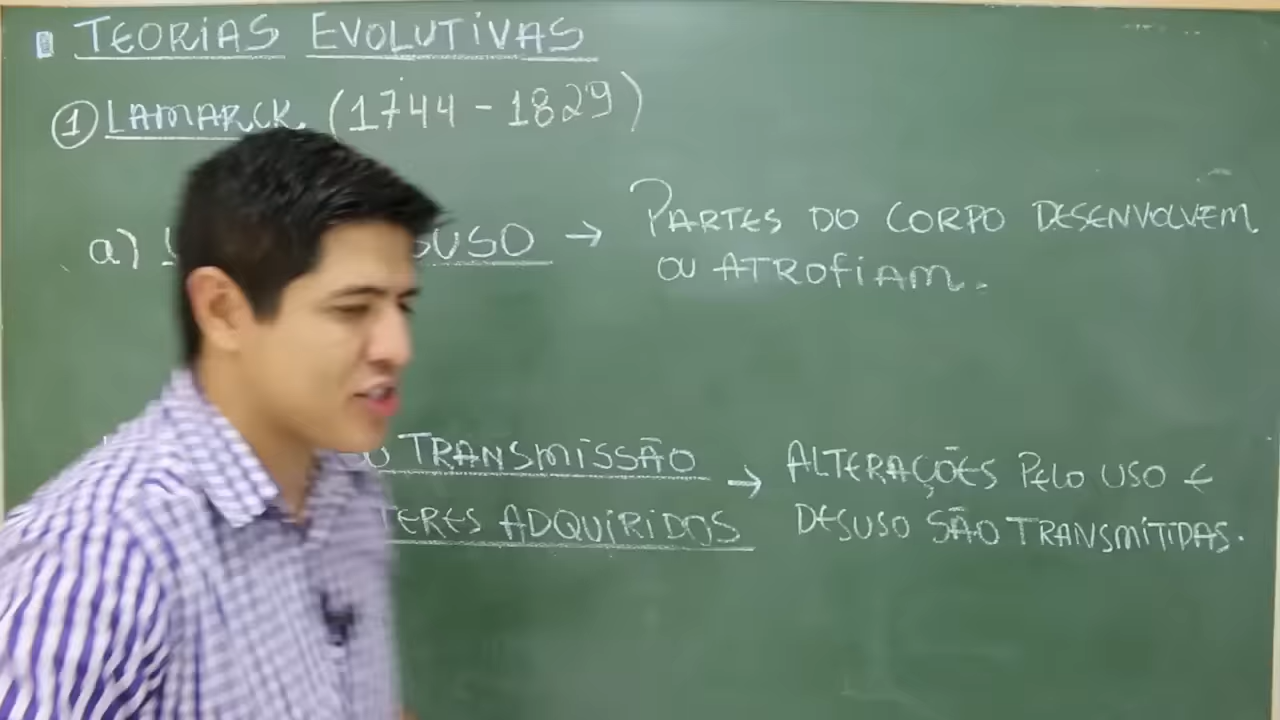 TEORIAS EVOLUTIVAS
① LAMARCK (1744 - 1829)
a) → PARTES DO CORPO DESENVOLVEM
OU ATROFIAM.
TRANSMISSÃO → ALTERAÇÕES PELO USO E
ADQUIRIDOS DESUSO SÃO TRANSMITIDAS.